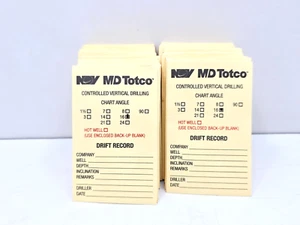 NOV MD Totco®
CONTROLLED VERTICAL DRILLING
CHART ANGLE
1½ 7 8 90
3 14 16
21 24
HOT WELL
(USE ENCLOSED BACK-UP BLANK)
DRIFT RECORD
COMPANY
WELL
DEPTH
INCLINATION
REMARKS
DRILLER
DATE
NOV MD Totco®
CONTROLLED VERTICAL DRILLING
CHART ANGLE
1½ 7 8 90
3 14 16
21 24
HOT WELL
(USE ENCLOSED BACK-UP BLANK)
DRIFT RECORD
COMPANY
WELL
DEPTH
INCLINATION
REMARKS
DRILLER
DATE